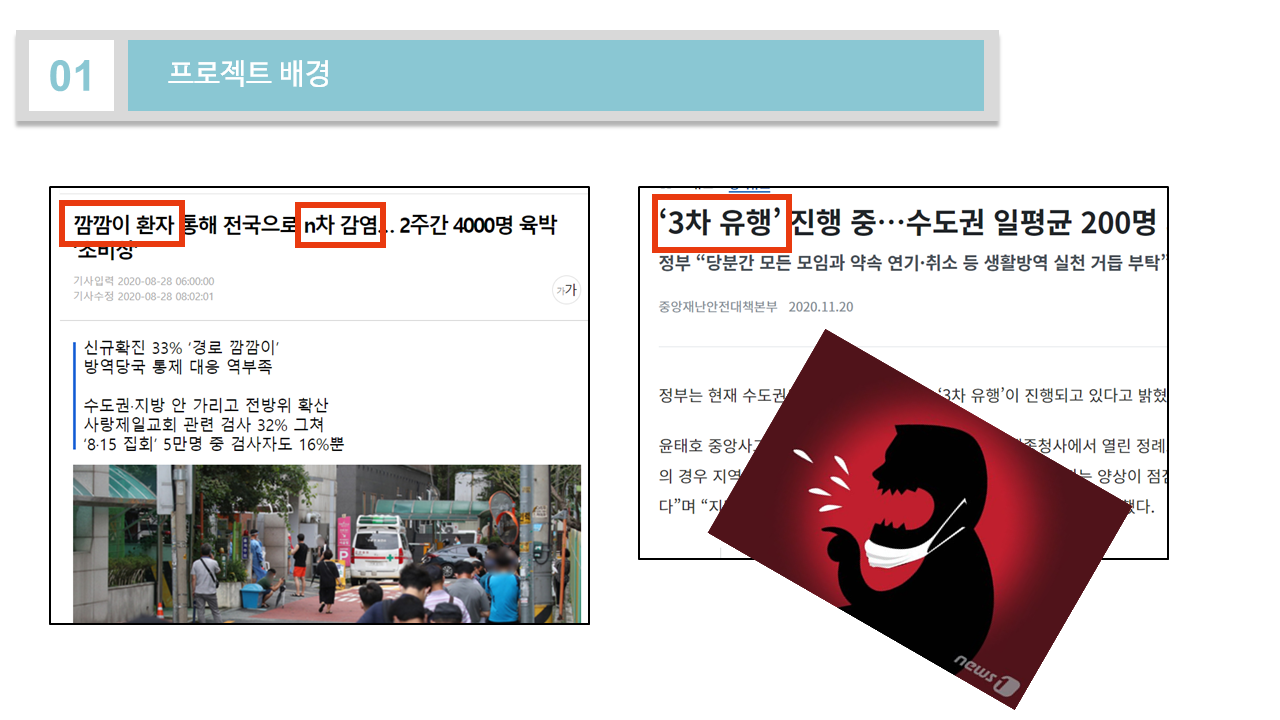 01
프로젝트 배경
깜깜이 환자 통해 전국으로 n차 감염... 2주간 4000명 육박
'소비상'
기사입력 2020-08-28 06:00:00
기사수정 2020-08-28 08:02:01
가가
신규확진 33% '경로 깜깜이'
방역당국 통제 대응 역부족
수도권·지방 안 가리고 전방위 확산
사랑제일교회 관련 검사 32% 그쳐
'8·15 집회' 5만명 중 검사자도 16%뿐
P
‘3차 유행’ 진행 중…수도권 일평균 200명
정부 “당분간 모든 모임과 약속 연기·취소 등 생활방역 실천 거듭 부탁”
중앙재난안전대책본부 2020.11.20
정부는 현재 수도권 ‘3차 유행’이 진행되고 있다고 밝혔
윤태호 중앙사고 종청사에서 열린 정례
의 경우 지역 는 양상이 점
다”며 “지 했다.
news1